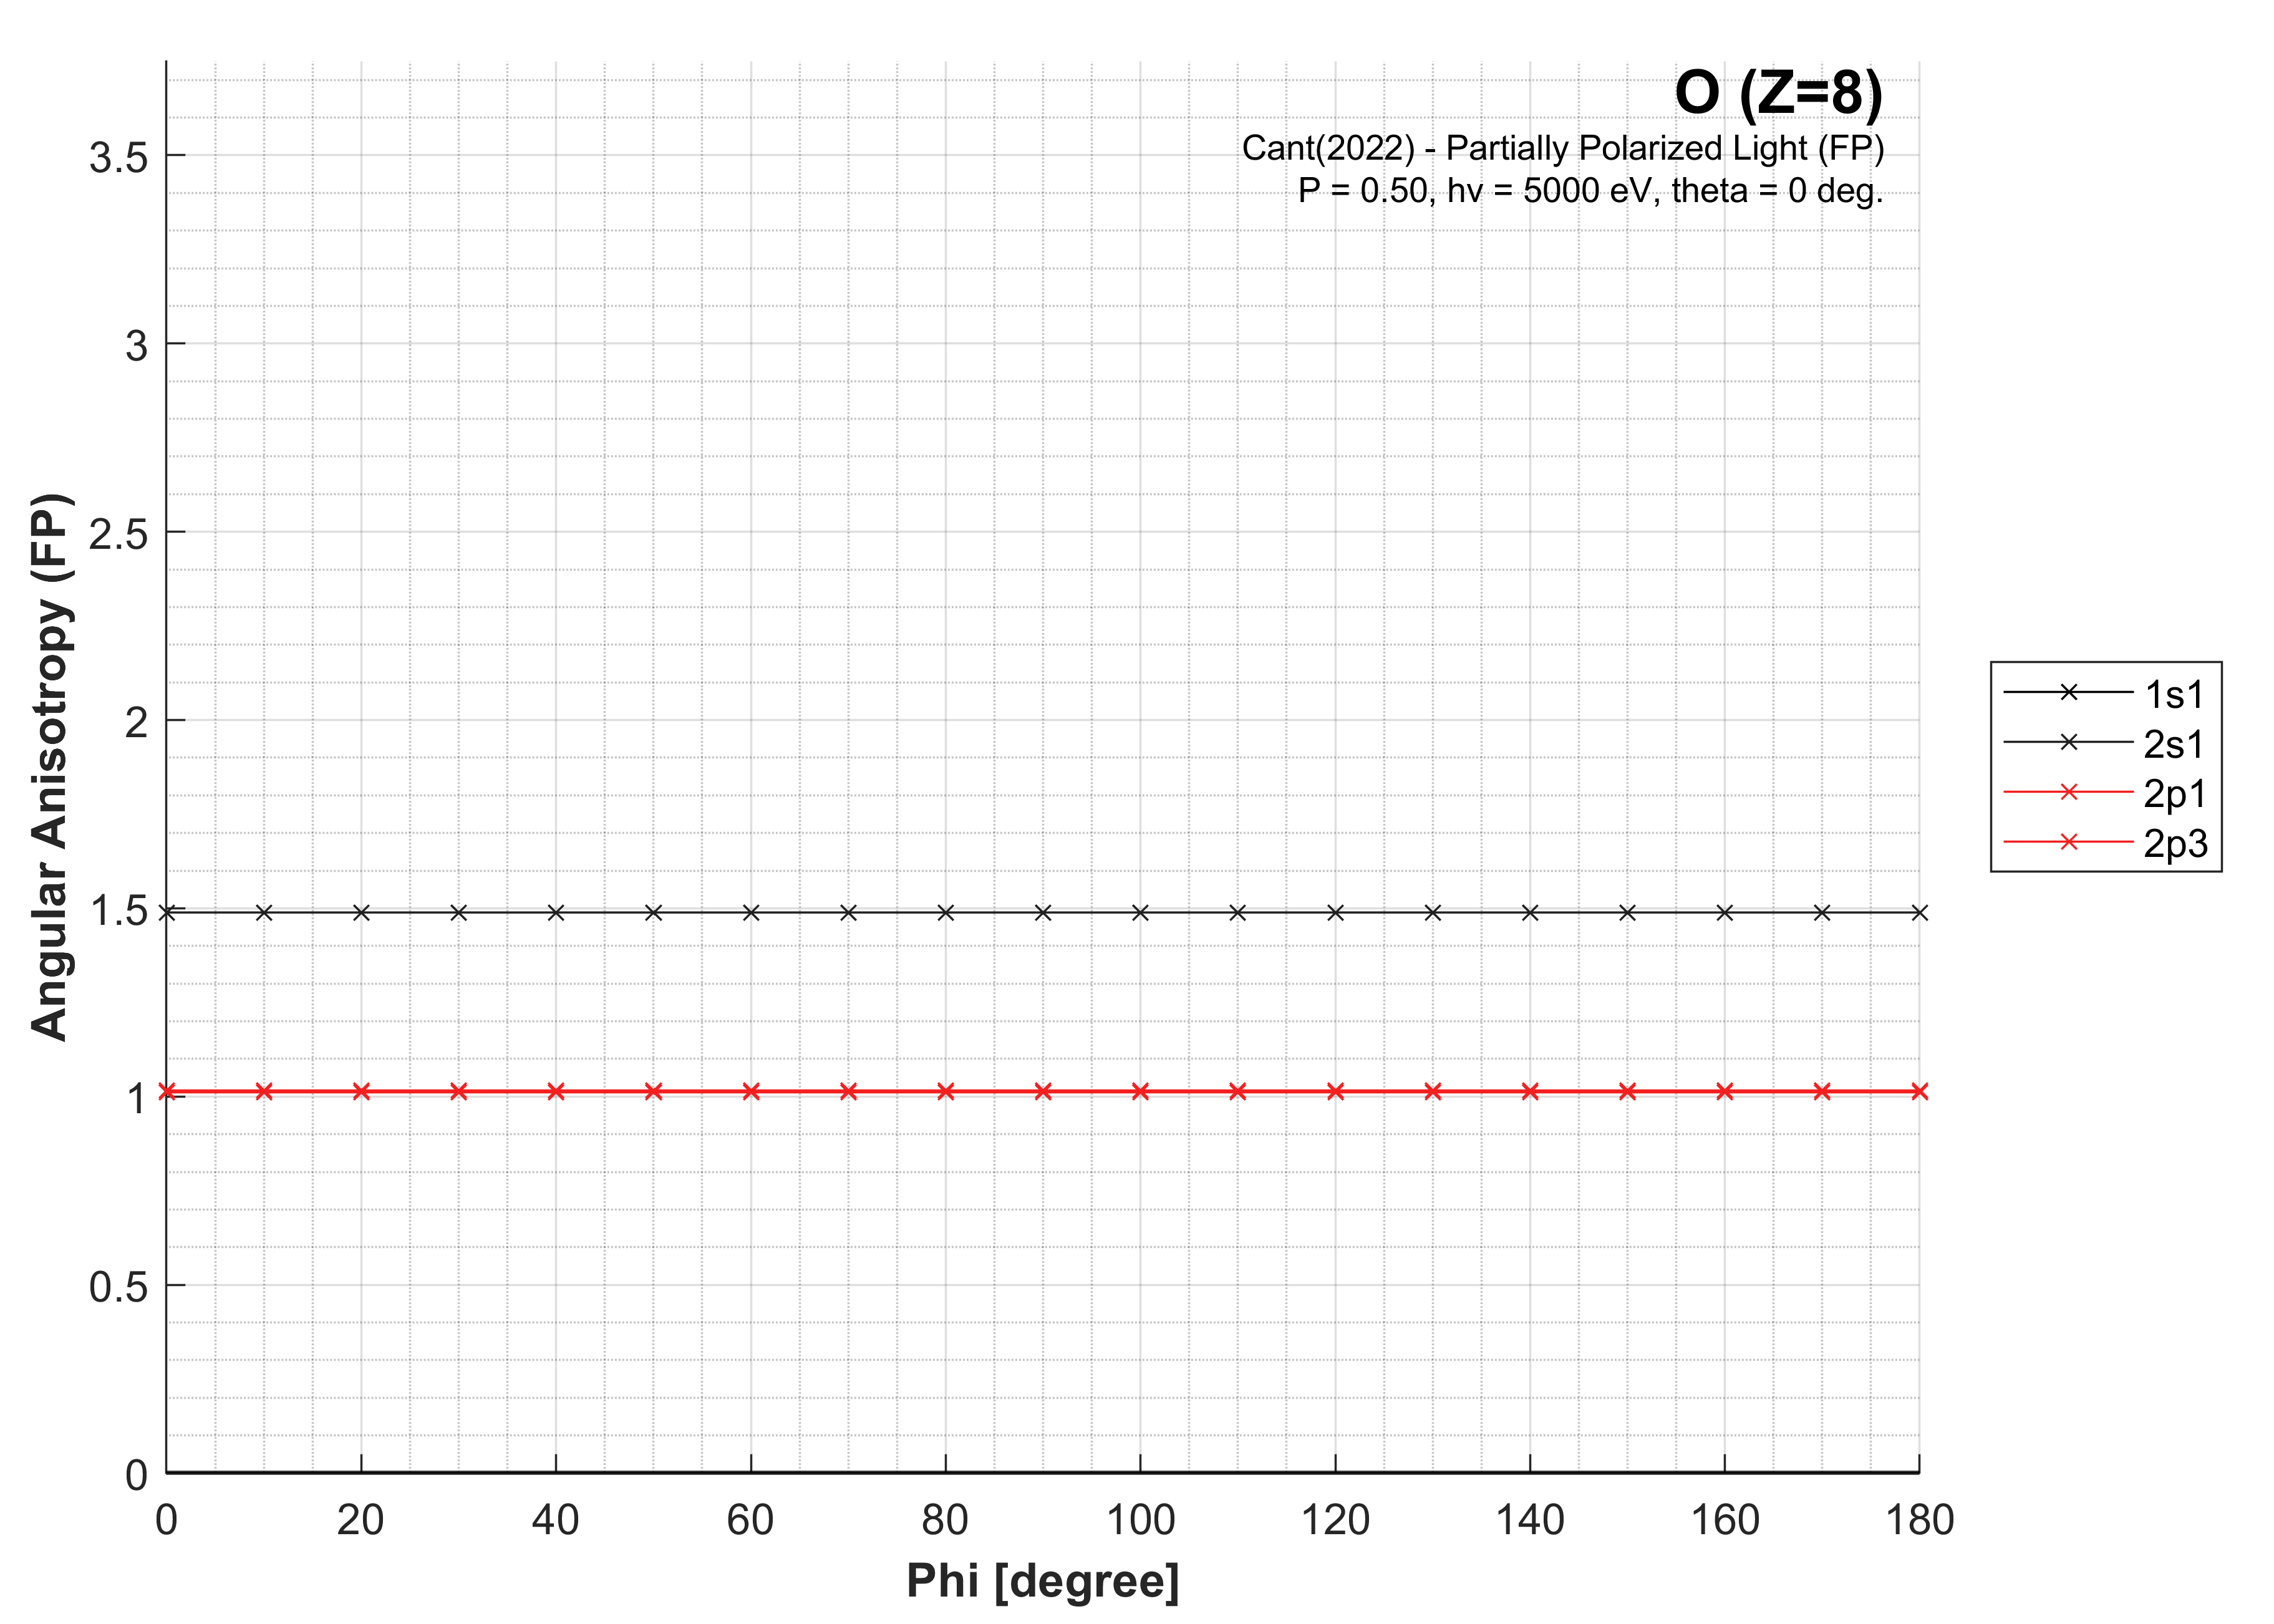 O (Z=8)
Cant(2022) - Partially Polarized Light (FP)
P = 0.50, hv = 5000 eV, theta = 0 deg.
Angular Anisotropy (FP)
3.5
3
2.5
2
1.5
1
0.5
0
0 20 40 60 80 100 120 140 160 180
Phi [degree]
1s1
2s1
2p1
2p3